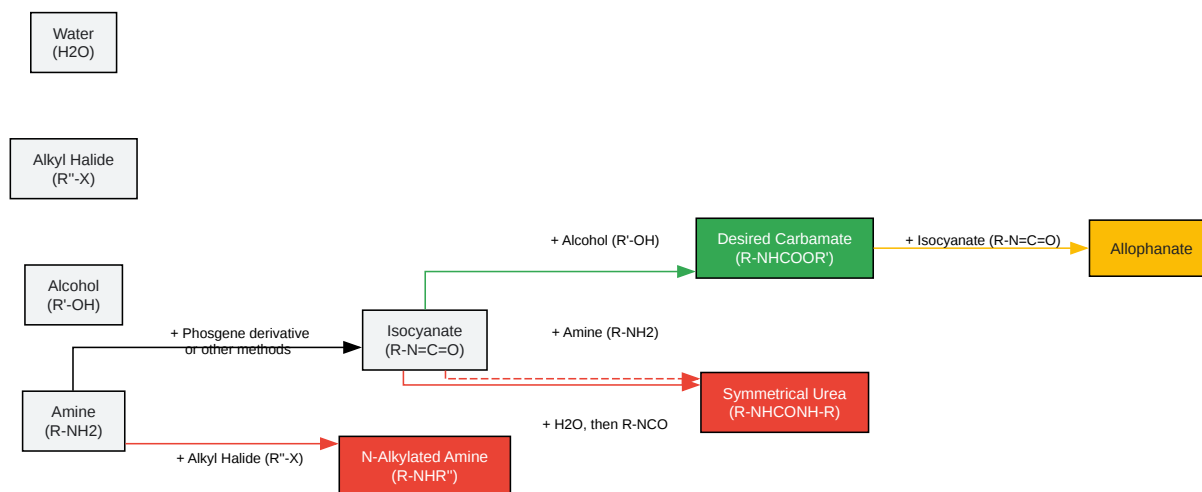 Water
(H2O)
Alkyl Halide
(R''-X)
Alcohol
(R'-OH)
Amine
(R-NH2)
+ Phosgene derivative
or other methods
+ Alkyl Halide (R''-X)
Isocyanate
(R-N=C=O)
N-Alkylated Amine
(R-NHR'')
+ Alcohol (R'-OH)
+ Amine (R-NH2)
+ H2O, then R-NCO
Desired Carbamate
(R-NHCOOR')
Symmetrical Urea
(R-NHCONH-R)
+ Isocyanate (R-N=C=O)
Allophanate